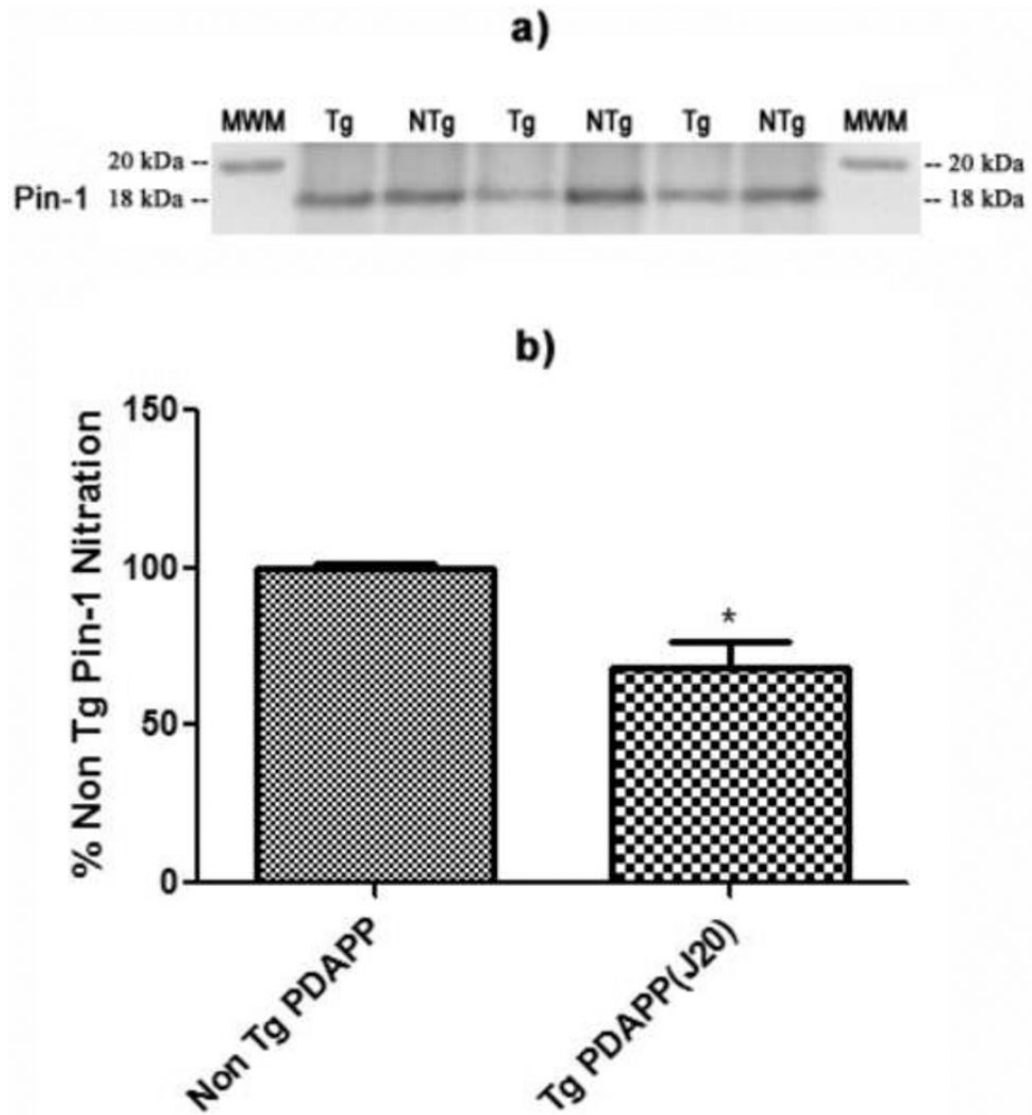 a)
MWM Tg NTg Tg NTg Tg NTg MWM
20 kDa -- -- 20 kDa
Pin-1 18 kDa -- -- 18 kDa
b)
% Non Tg Pin-1 Nitration
150
100
*
50
0
Non Tg PDAPP
Tg PDAPP(J20)